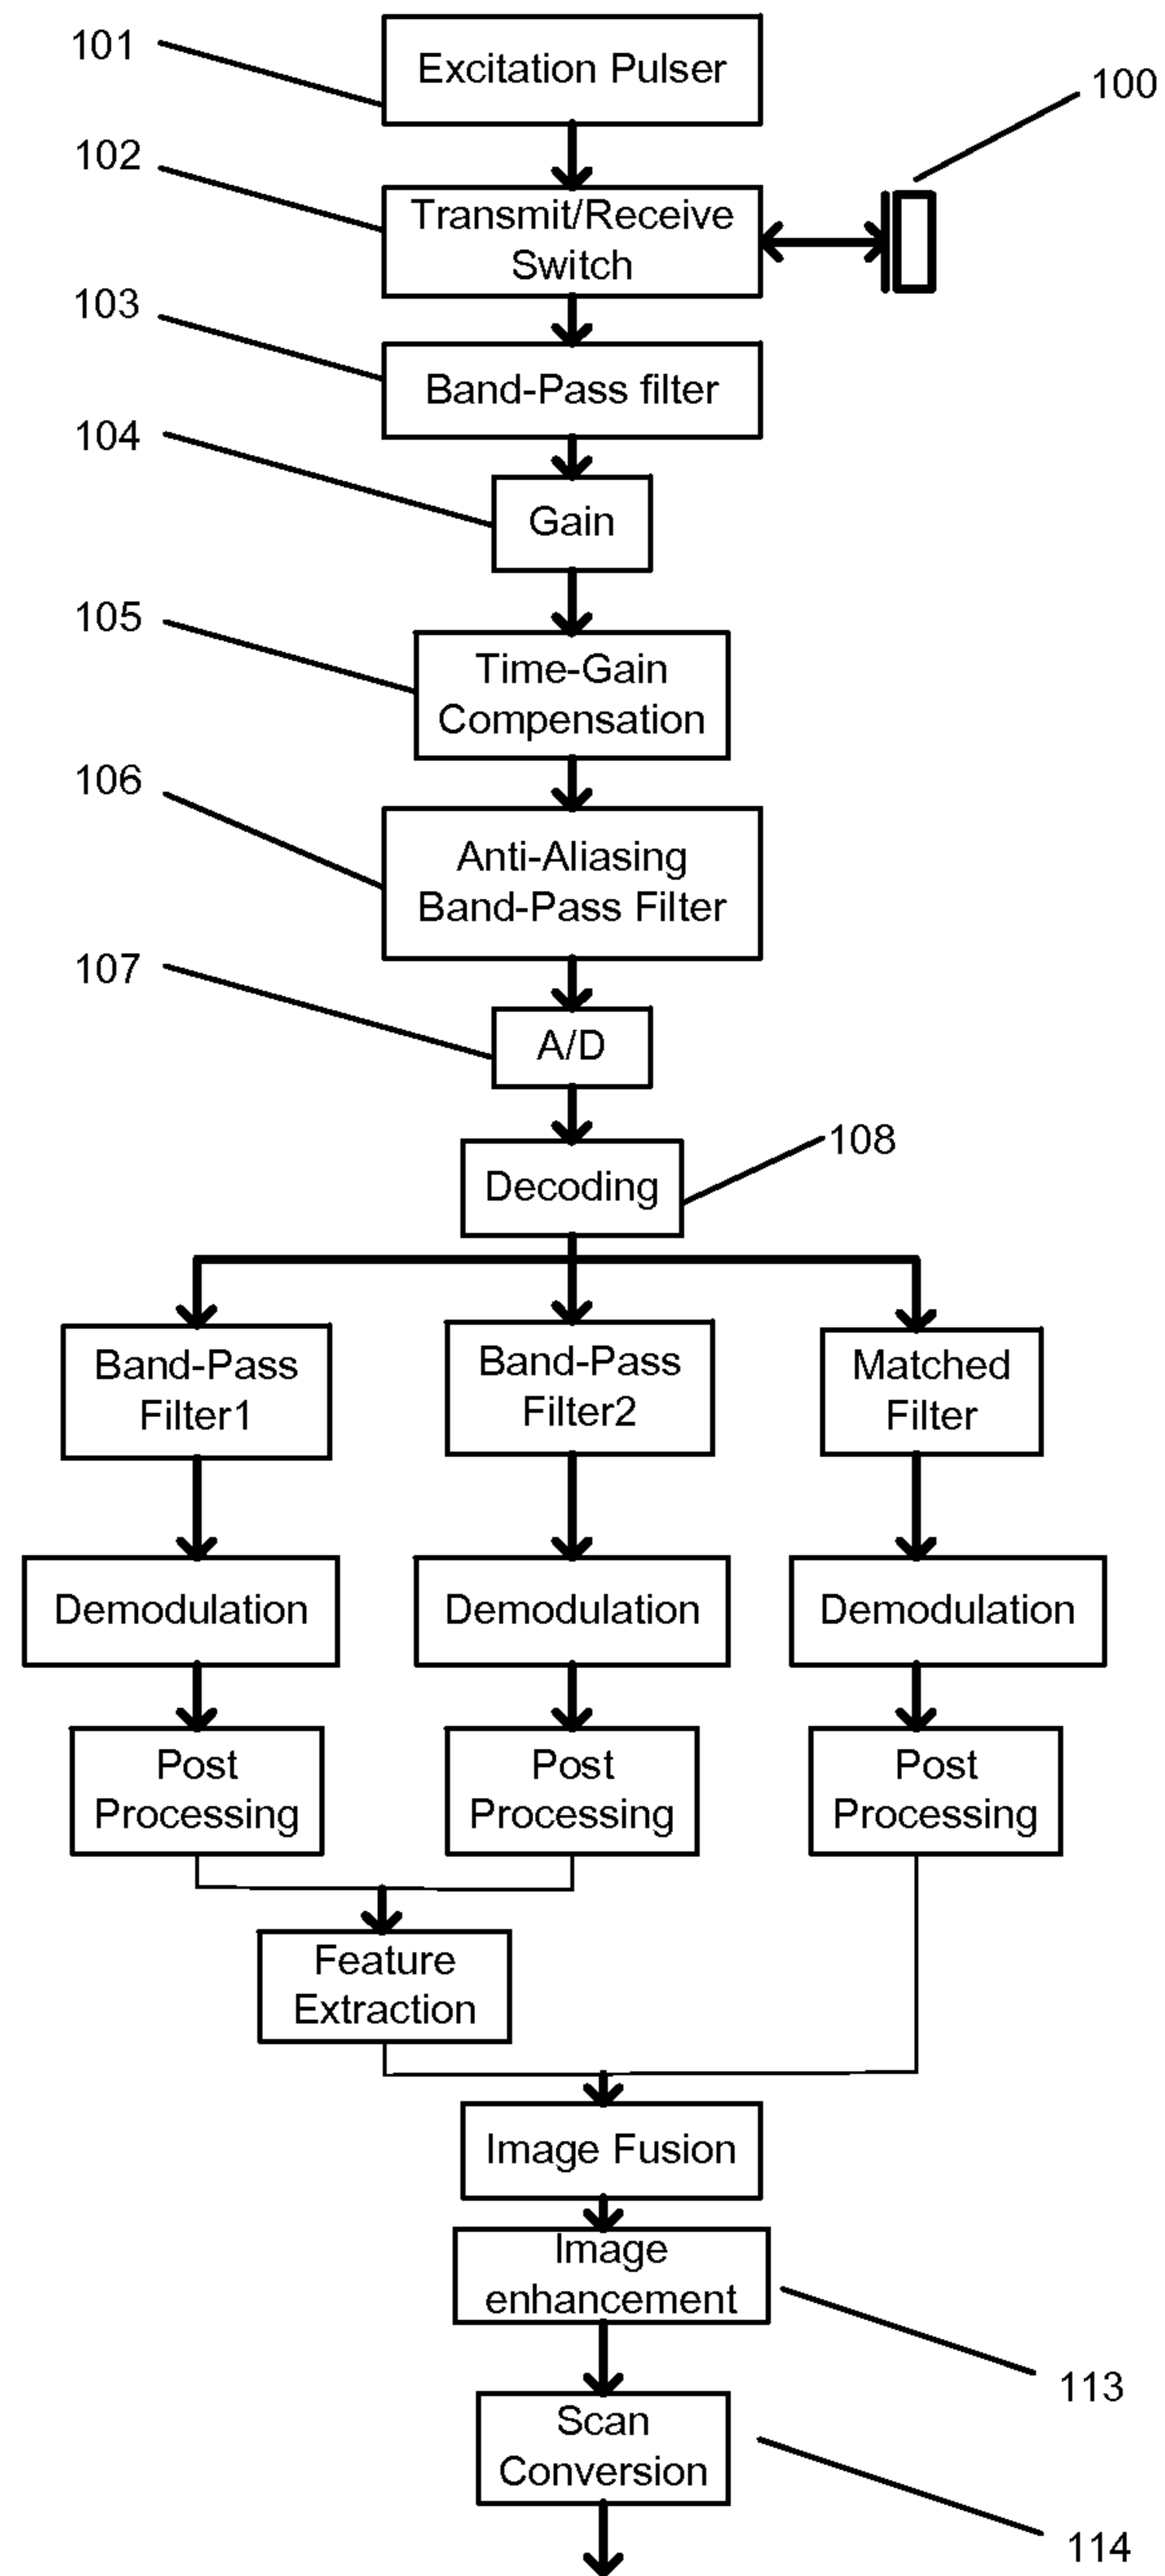 101
Excitation Pulser
100
102
Transmit/Receive
Switch
103
Band-Pass filter
104
Gain
105
Time-Gain
Compensation
106
Anti-Aliasing
Band-Pass Filter
107
A/D
108
Decoding
Band-Pass
Filter1
Band-Pass
Filter2
Matched
Filter
Demodulation
Demodulation
Demodulation
Post
Processing
Post
Processing
Post
Processing
Feature
Extraction
Image Fusion
Image
enhancement
113
Scan
Conversion
114